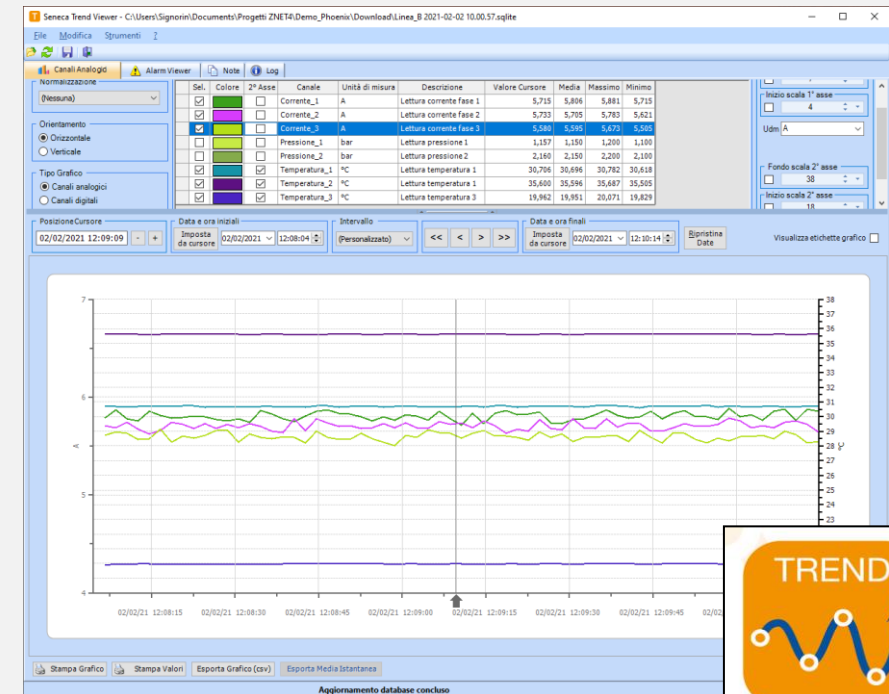 Seneca Trend Viewer - C:\Users\Signorin\Documents\Progetti ZNET4\Demo_Phoenix\Download\Linea_B 2021-02-02 10.00.57.sqlite
File Modifica Strumenti ?
Canali Analogici Alarm Viewer Note Log
Normalizzazione
(Nessuna)
Orientamento
Orizzontale
Verticale
Tipo Grafico
Canali analogici
Canali digitali
Sel. Colore 2° Asse Canale Unità di misura Descrizione Valore Cursore Media Massimo Minimo
Corrente_1 A Lettura corrente fase 1 5,715 5,806 5,881 5,715
Corrente_2 A Lettura corrente fase 2 5,733 5,705 5,783 5,621
Corrente_3 A Lettura corrente fase 3 5,580 5,595 5,673 5,505
Pressione_1 bar Lettura pressione 1 1,157 1,150 1,200 1,100
Pressione_2 bar Lettura pressione 2 2,160 2,150 2,200 2,100
Temperatura_1 °C Lettura temperatura 1 30,706 30,696 30,782 30,618
Temperatura_2 °C Lettura temperatura 1 35,600 35,596 35,687 35,505
Temperatura_3 °C Lettura temperatura 3 19,962 19,951 20,071 19,829
Inizio scala 1° asse
4
Udm A
Fondo scala 2° asse
38
Inizio scala 2° asse
18
Posizione Cursore
02/02/2021 12:09:09 - +
Data e ora iniziali
Imposta da cursore 02/02/2021 12:08:04
Intervallo
(Personalizzato)
<< < > >>
Data e ora finali
Imposta da cursore 02/02/2021 12:10:14
Ripristina Date
Visualizza etichette grafico
7
6
A
5
4
38
37
36
35
34
33
32
31
30
29
°C
28
27
26
25
24
23
02/02/21 12:08:15 02/02/21 12:08:30 02/02/21 12:08:45 02/02/21 12:09:00 02/02/21 12:09:15 02/02/21 12:09:30 02/02/21 12:09:45 02/02/
TREND
Stampa Grafico Stampa Valori Esporta Grafico (csv) Esporta Media Istantanea
Aggiornamento database concluso